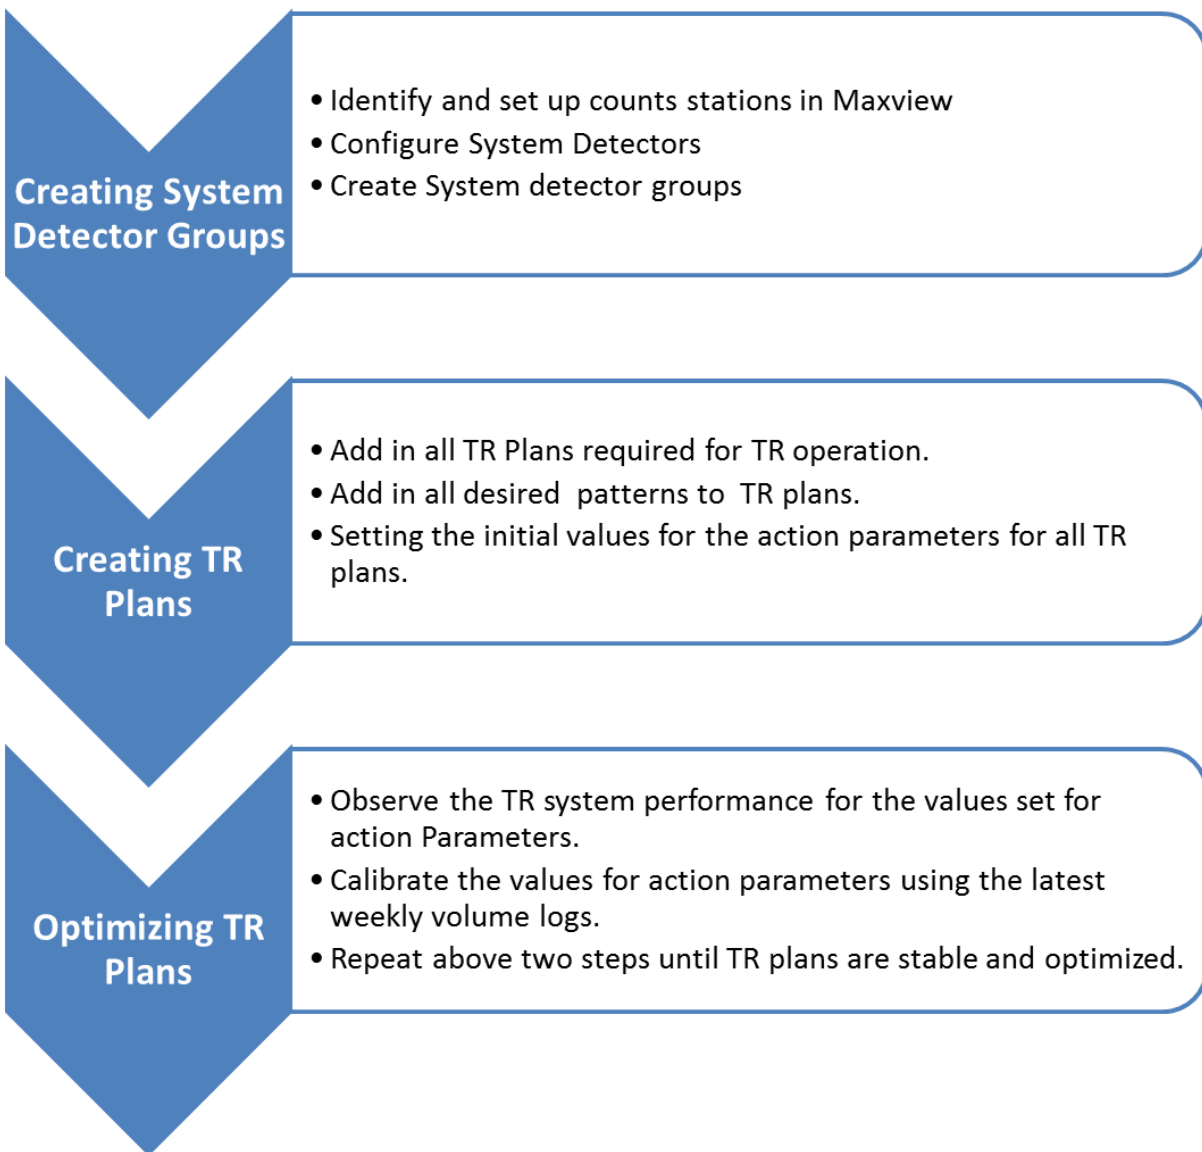 Creating System
Detector Groups
• Identify and set up counts stations in Maxview
• Configure System Detectors
• Create System detector groups
Creating TR
Plans
• Add in all TR Plans required for TR operation.
• Add in all desired  patterns to  TR plans.
• Setting the initial values for the action parameters for all TR
plans.
Optimizing TR
Plans
• Observe the TR system performance for the values set for
action Parameters.
• Calibrate the values for action parameters using the latest
weekly volume logs.
• Repeat above two steps until TR plans are stable and optimized.